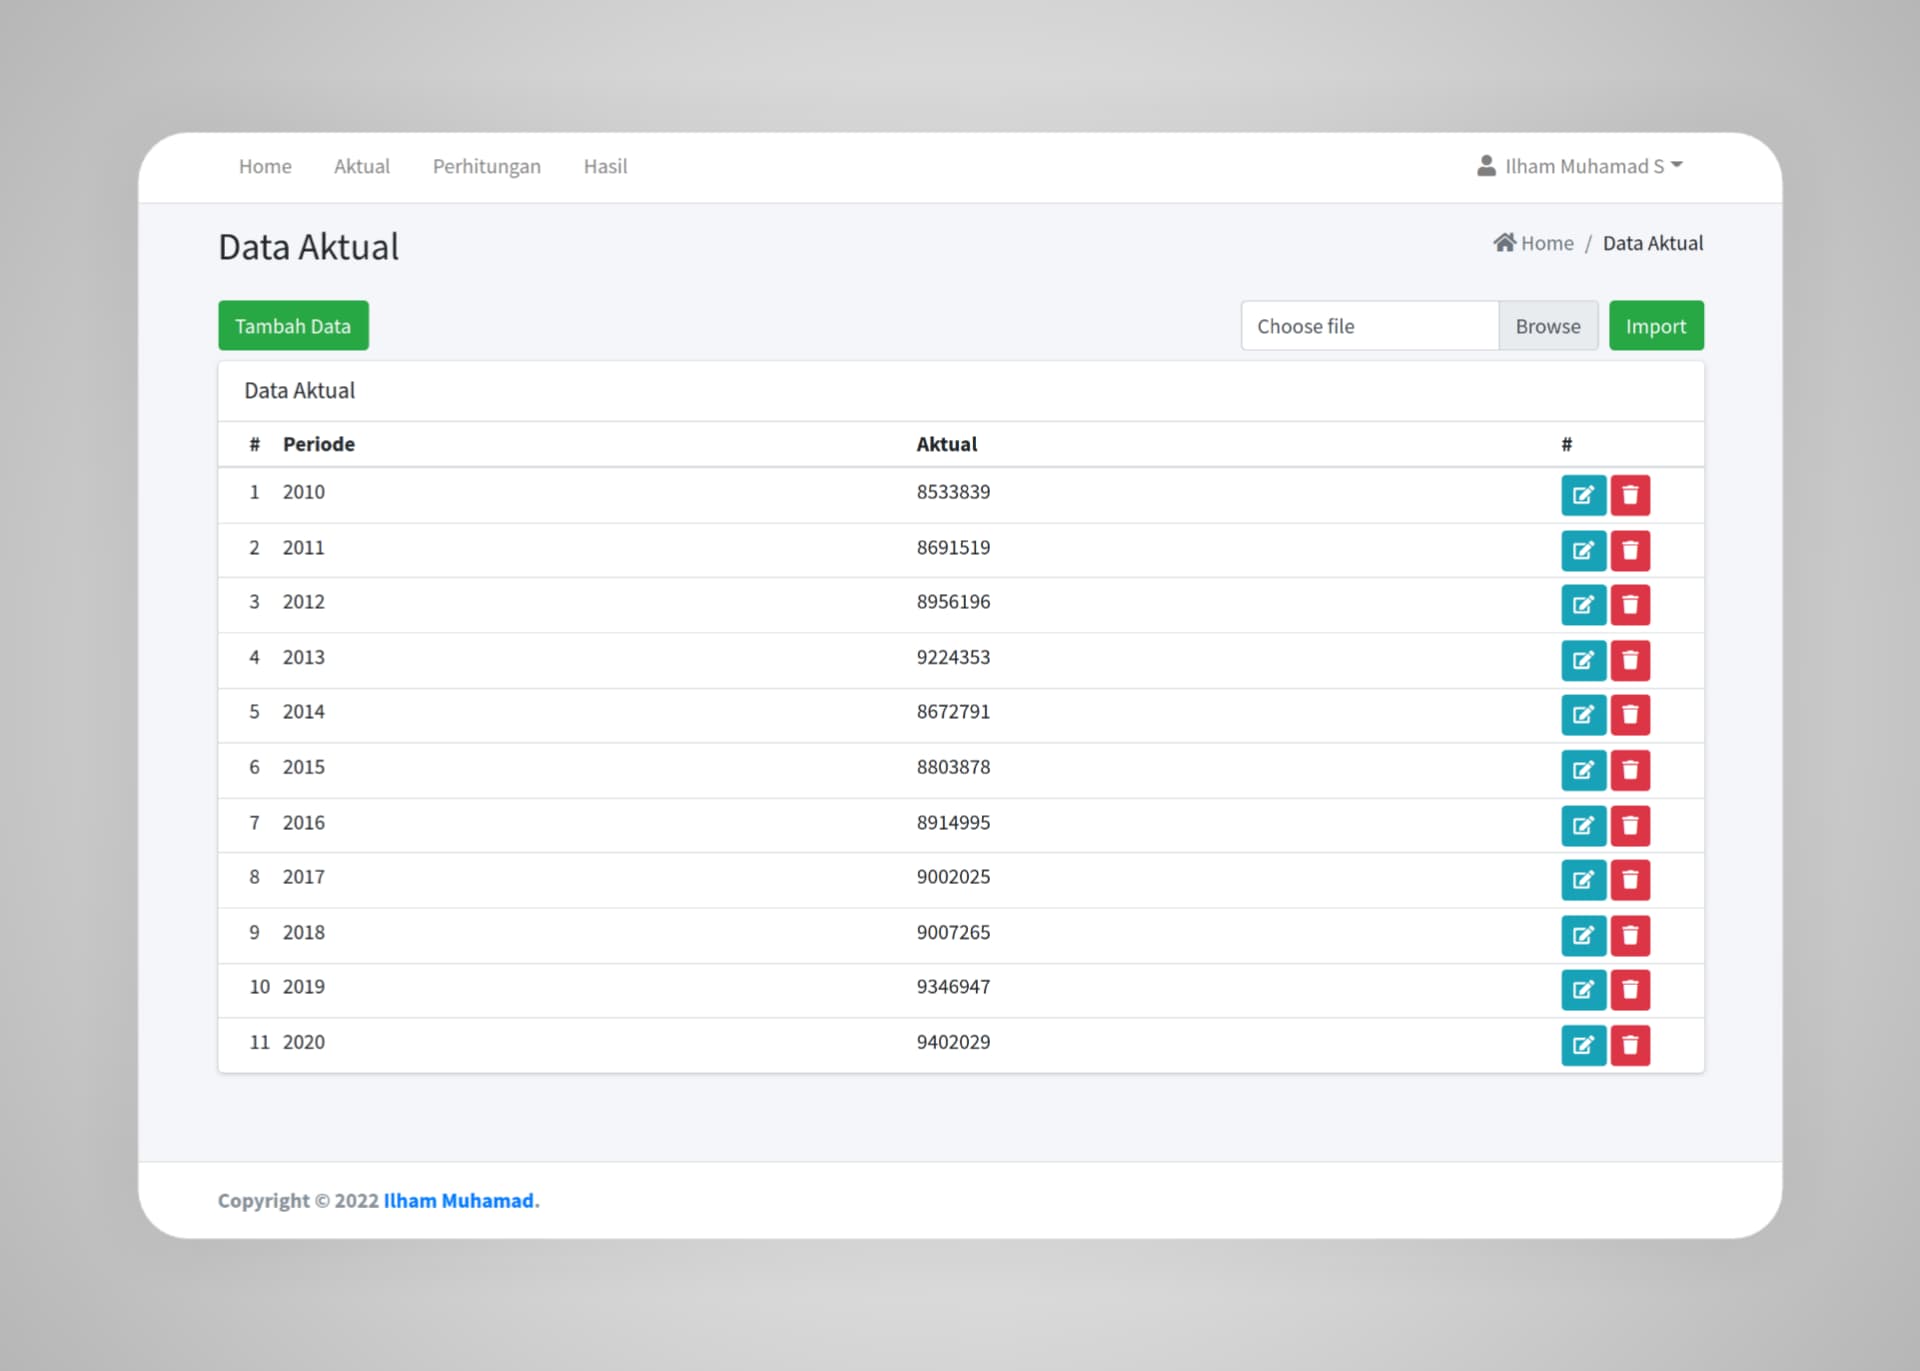 Home Aktual Perhitungan Hasil Ilham Muhamad S
Data Aktual Home / Data Aktual
Tambah Data Choose file Browse Import
Data Aktual
# Periode Aktual #
1 2010 8533839
2 2011 8691519
3 2012 8956196
4 2013 9224353
5 2014 8672791
6 2015 8803878
7 2016 8914995
8 2017 9002025
9 2018 9007265
10 2019 9346947
11 2020 9402029
Copyright © 2022 Ilham Muhamad.